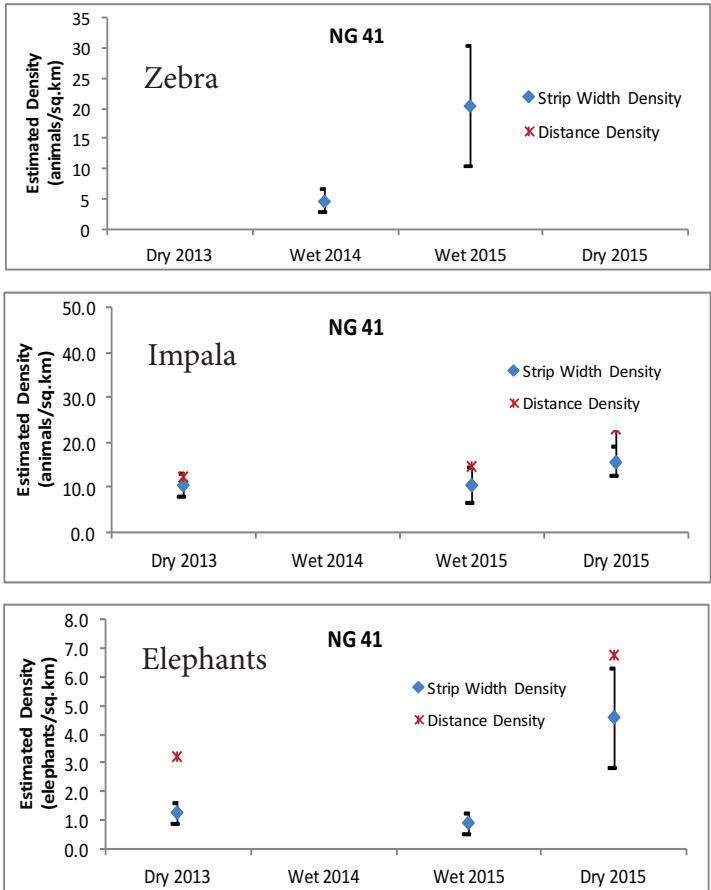 NG 41
Zebra
Estimated Density
(animals/sq.km)
35
30
25
20
15
10
5
0
Strip Width Density
Distance Density
Dry 2013 Wet 2014 Wet 2015 Dry 2015
NG 41
Impala
Estimated Density
(animals/sq.km)
50.0
40.0
30.0
20.0
10.0
0.0
Strip Width Density
Distance Density
Dry 2013 Wet 2014 Wet 2015 Dry 2015
NG 41
Elephants
Estimated Density
(elephants/sq.km)
8.0
7.0
6.0
5.0
4.0
3.0
2.0
1.0
0.0
Strip Width Density
Distance Density
Dry 2013 Wet 2014 Wet 2015 Dry 2015